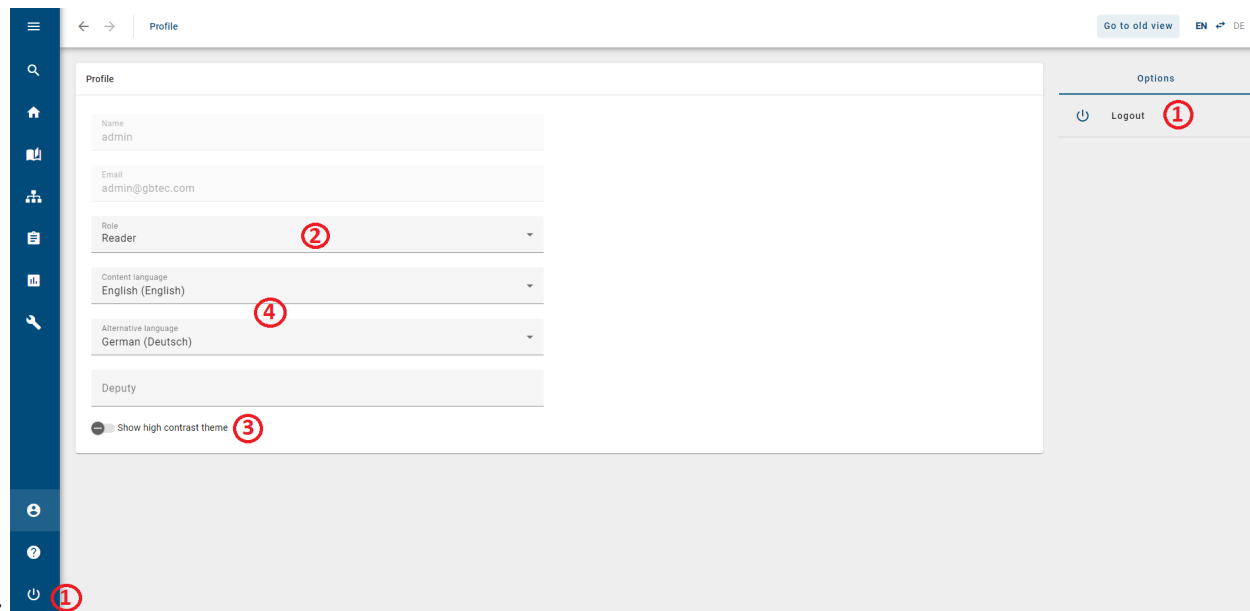 Profile
Go to old view
EN DE
Profile
Options
Name
admin
Logout
1
Email
admin@gbtec.com
Role
Reader
2
Content language
English (English)
4
Alternative language
German (Deutsch)
Deputy
Show high contrast theme
3
1